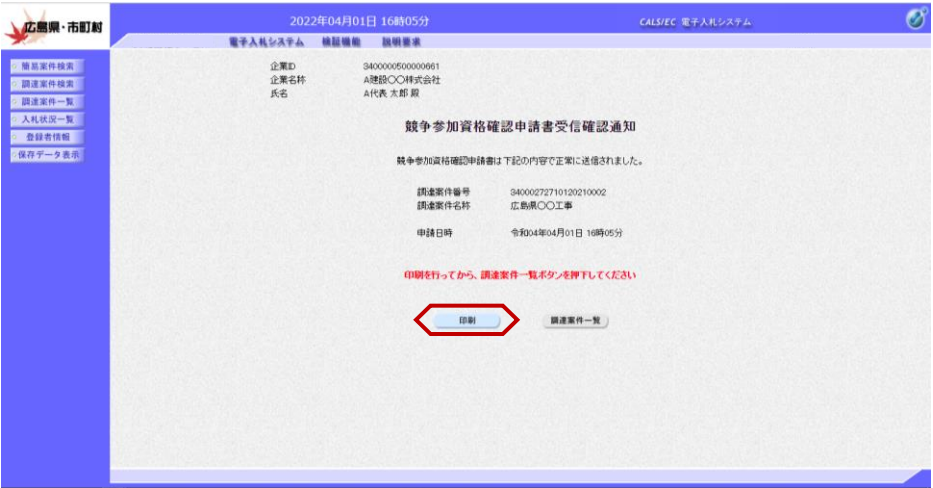 広島県・市町村
2022年04月01日 16時05分
CALS/EC 電子入札システム
電子入札システム 検証機能 説明要求
簡易案件検索
調達案件検索
調達案件一覧
入札状況一覧
登録者情報
保存データ表示
企業ID 3400000500000661
企業名称 A建設〇〇株式会社
氏名 A代表 太郎 殿
競争参加資格確認申請書受信確認通知
競争参加資格確認申請書は下記の内容で正常に送信されました。
調達案件番号 34000272710120210002
調達案件名称 広島県〇〇工事
申請日時 令和04年04月01日 16時05分
印刷を行ってから、調達案件一覧ボタンを押下してください
印刷
調達案件一覧